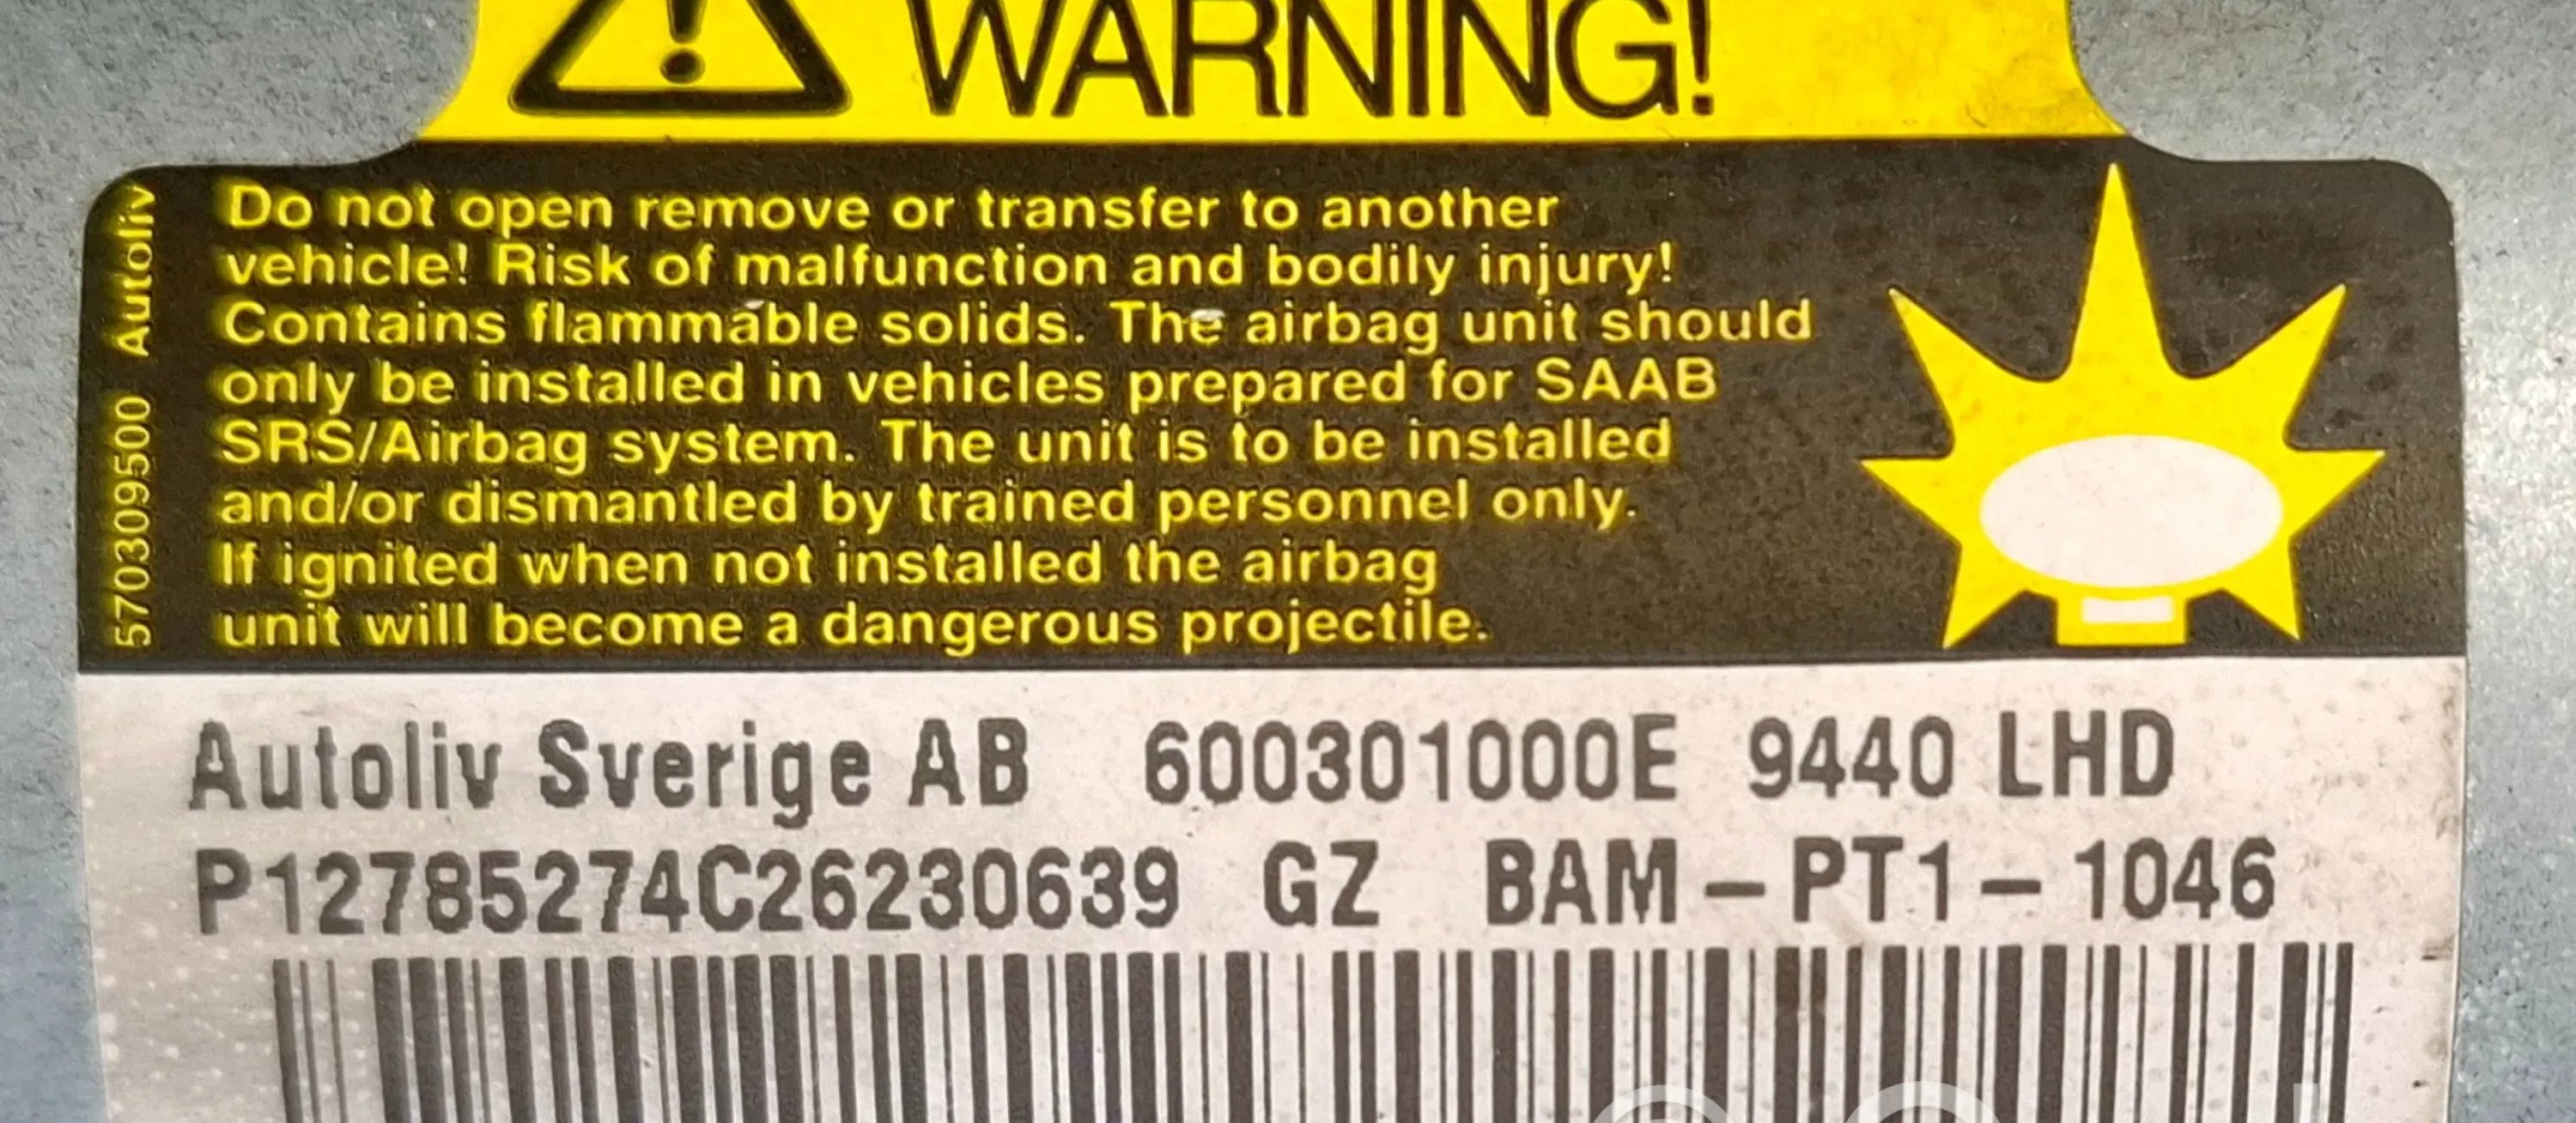 WARNING!
Do not open remove or transfer to another
vehicle! Risk of malfunction and bodily injury!
Contains flammable solids. The airbag unit should
only be installed in vehicles prepared for SAAB
SRS/Airbag system. The unit is to be installed
and/or dismantled by trained personnel only.
If ignited when not installed the airbag
unit will become a dangerous projectile.
570309500 Autoliv
Autoliv Sverige AB 600301000E 9440 LHD
P12785274C26230639 GZ BAM-PT1-1046